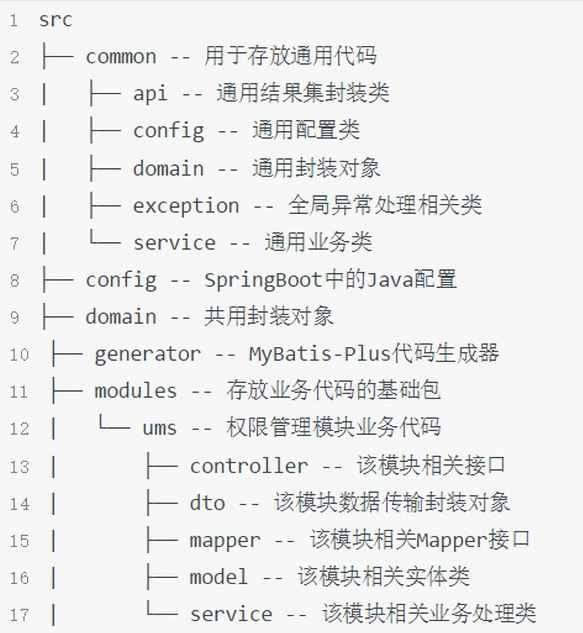 1 src
2 ├── common -- 用于存放通用代码
3 |   ├── api -- 通用结果集封装类
4 |   ├── config -- 通用配置类
5 |   ├── domain -- 通用封装对象
6 |   ├── exception -- 全局异常处理相关类
7 |   └── service -- 通用业务类
8 ├── config -- SpringBoot中的Java配置
9 ├── domain -- 共用封装对象
10 ├── generator -- MyBatis-Plus代码生成器
11 ├── modules -- 存放业务代码的基础包
12 |   └── ums -- 权限管理模块业务代码
13 |       ├── controller -- 该模块相关接口
14 |       ├── dto -- 该模块数据传输封装对象
15 |       ├── mapper -- 该模块相关Mapper接口
16 |       ├── model -- 该模块相关实体类
17 |       └── service -- 该模块相关业务处理类